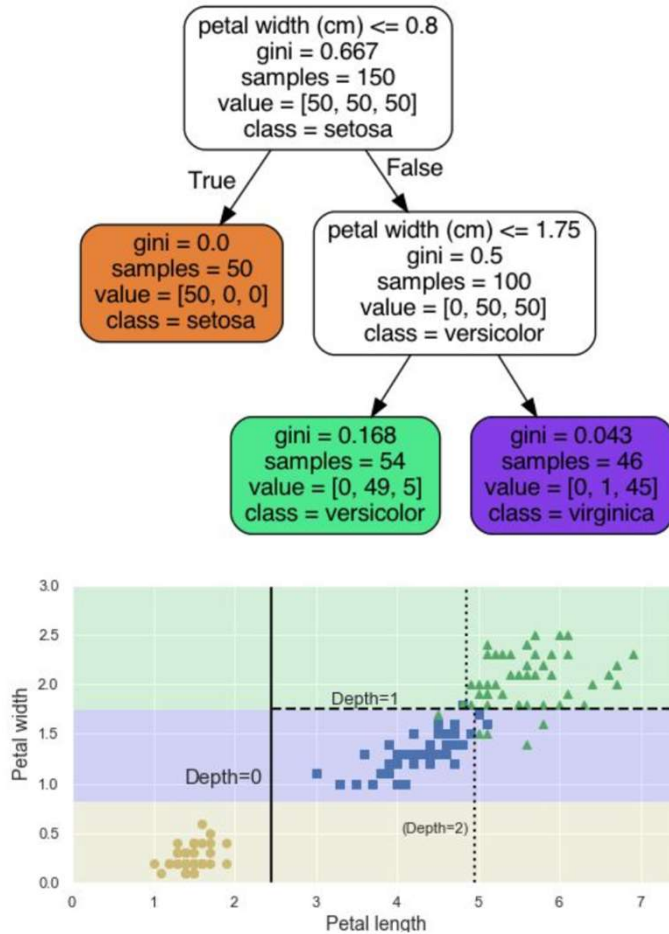 petal width (cm) <= 0.8
gini = 0.667
samples = 150
value = [50, 50, 50]
class = setosa
True
False
gini = 0.0
samples = 50
value = [50, 0, 0]
class = setosa
petal width (cm) <= 1.75
gini = 0.5
samples = 100
value = [0, 50, 50]
class = versicolor
gini = 0.168
samples = 54
value = [0, 49, 5]
class = versicolor
gini = 0.043
samples = 46
value = [0, 1, 45]
class = virginica
3.0
2.5
2.0
Depth=1
1.5
Depth=0
1.0
0.5
(Depth=2)
0.0
Petal width
0 1 2 3 4 5 6 7
Petal length